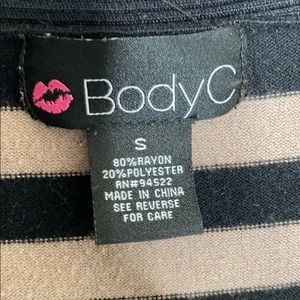 BodyC
S
80%RAYON
20%POLYESTER
RN#94522
MADE IN CHINA
SEE REVERSE
FOR CARE